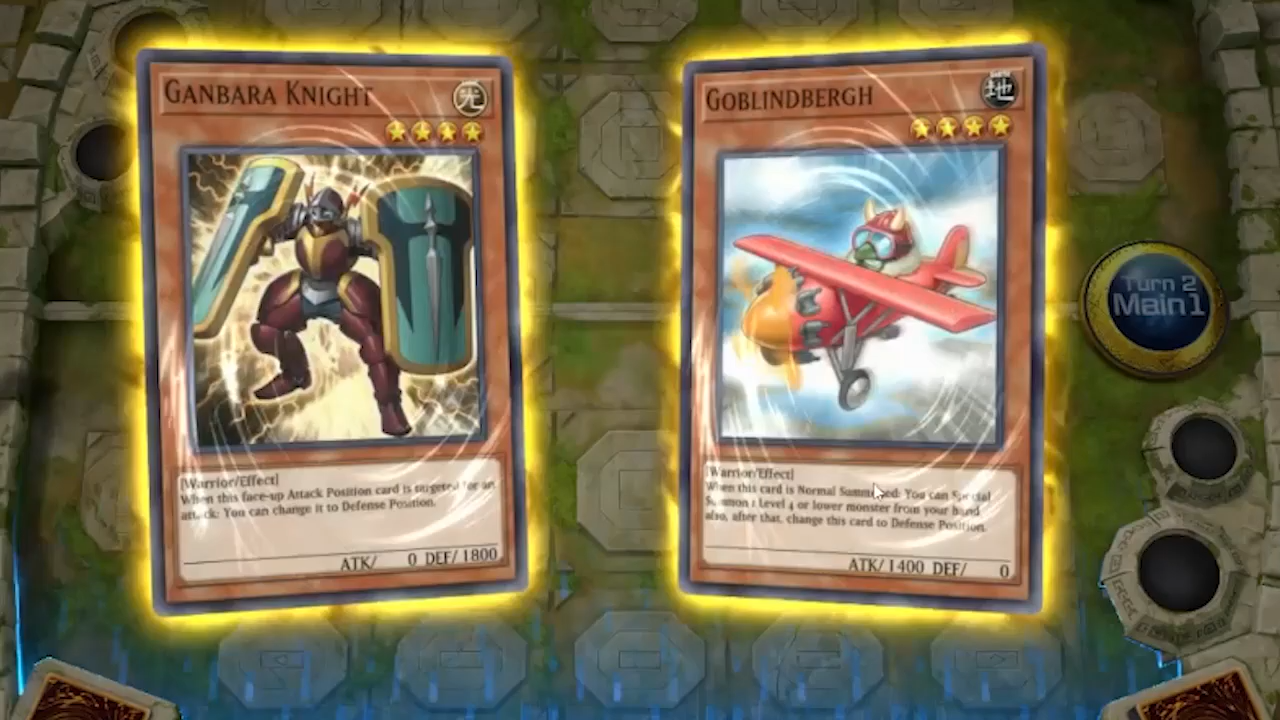 GANBARA KNIGHT
光
[Warrior/Effect]
When this face-up Attack Position card is targeted for an
attack: You can change it to Defense Position.
ATK/ 0 DEF/ 1800
GOBLINDBERGH
地
[Warrior/Effect]
When this card is Normal Summoned: You can Special
Summon 1 Level 4 or lower monster from your hand,
also, after that, change this card to Defense Position.
ATK/ 1400 DEF/ 0
Turn 2
Main1